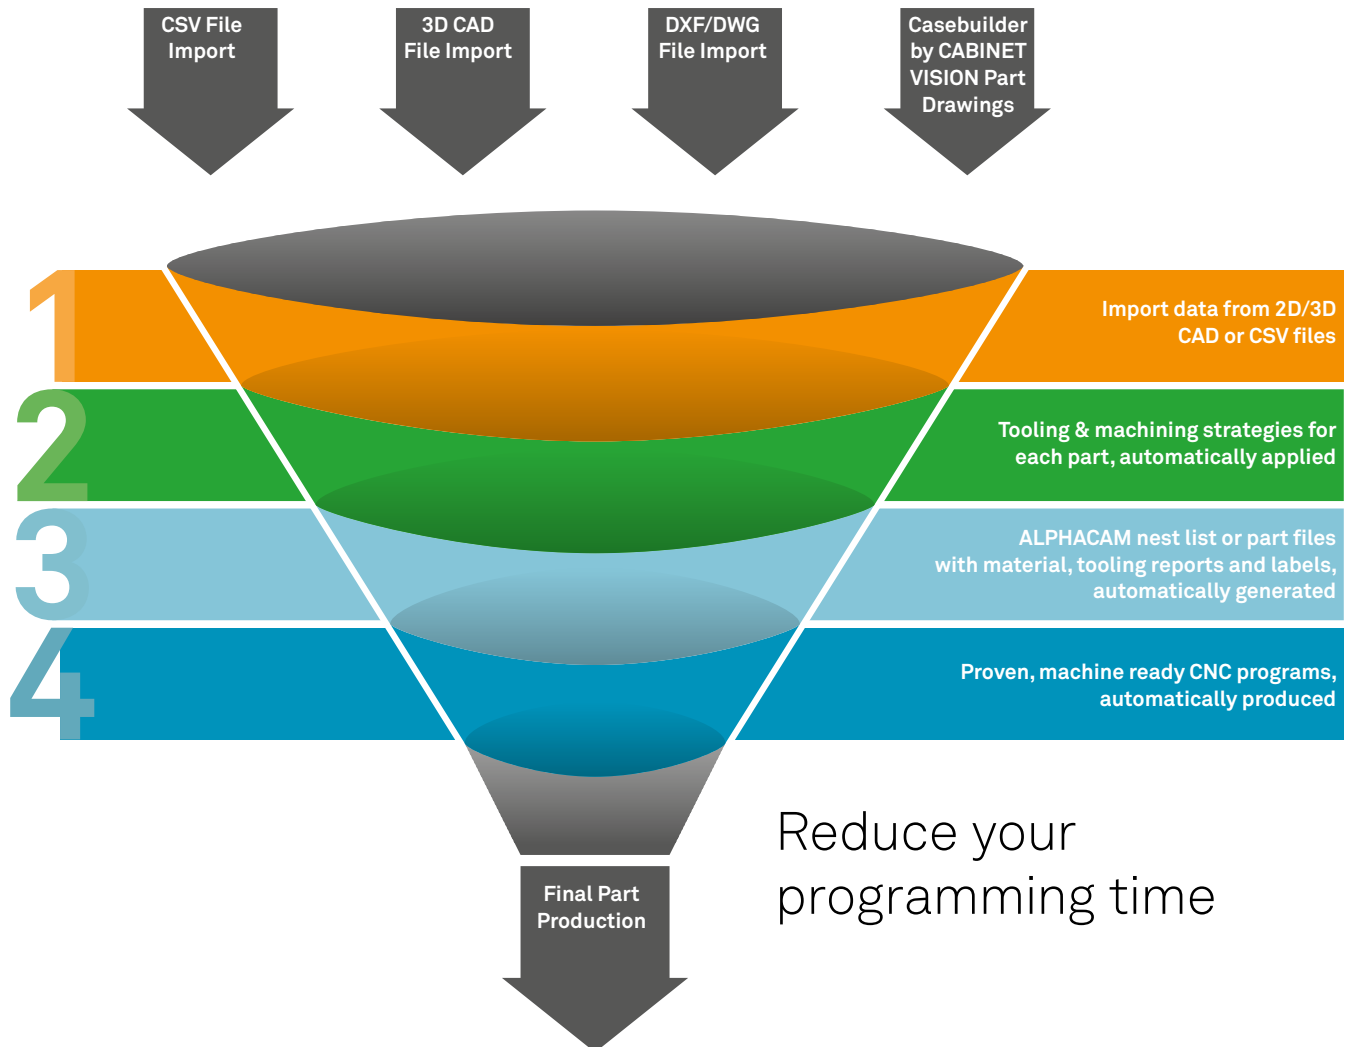 CSV File
Import
3D CAD
File Import
DXF/DWG
File Import
Casebuilder
by CABINET
VISION Part
Drawings
1
Import data from 2D/3D
CAD or CSV files
2
Tooling & machining strategies for
each part, automatically applied
3
ALPHACAM nest list or part files
with material, tooling reports and labels,
automatically generated
4
Proven, machine ready CNC programs,
automatically produced
Reduce your
programming time
Final Part
Production